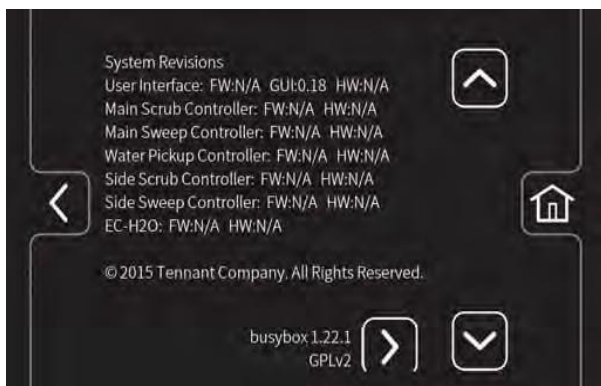 System Revisions
User Interface: FW:N/A GUI:0.18 HW:N/A
Main Scrub Controller: FW:N/A HW:N/A
Main Sweep Controller: FW:N/A HW:N/A
Water Pickup Controller: FW:N/A HW:N/A
Side Scrub Controller: FW:N/A HW:N/A
Side Sweep Controller: FW:N/A HW:N/A
EC-H2O: FW:N/A HW:N/A
© 2015 Tennant Company. All Rights Reserved.
busybox 1.22.1
GPLv2